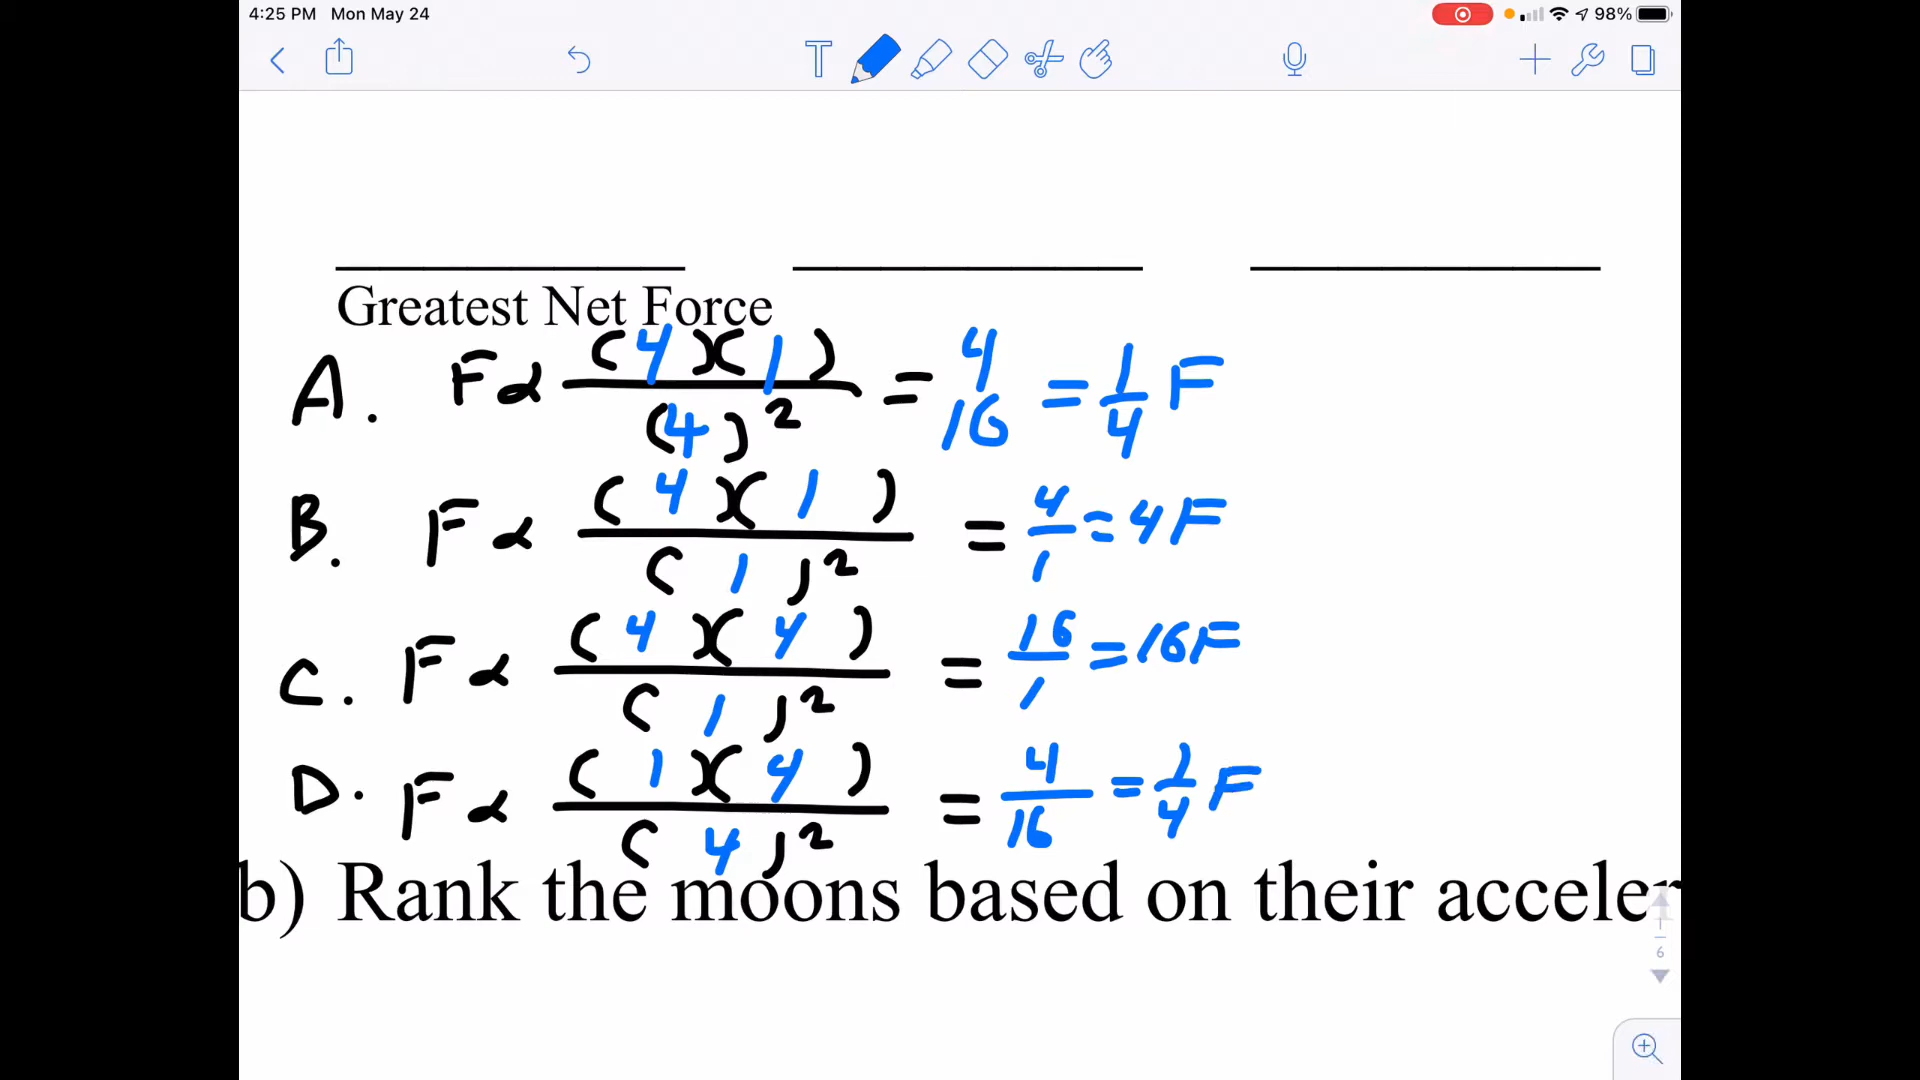 4:25 PM Mon May 24
98%
T
Greatest Net Force
A. F∝ (4)(1)/(4)² = 4/16 = 1/4 F
B. F∝ (4)(1)/(1)² = 4/1 = 4F
C. F∝ (4)(4)/(1)² = 16/1 = 16F
D. F∝ (1)(4)/(4)² = 4/16 = 1/4 F
b) Rank the moons based on their acceler
1
6